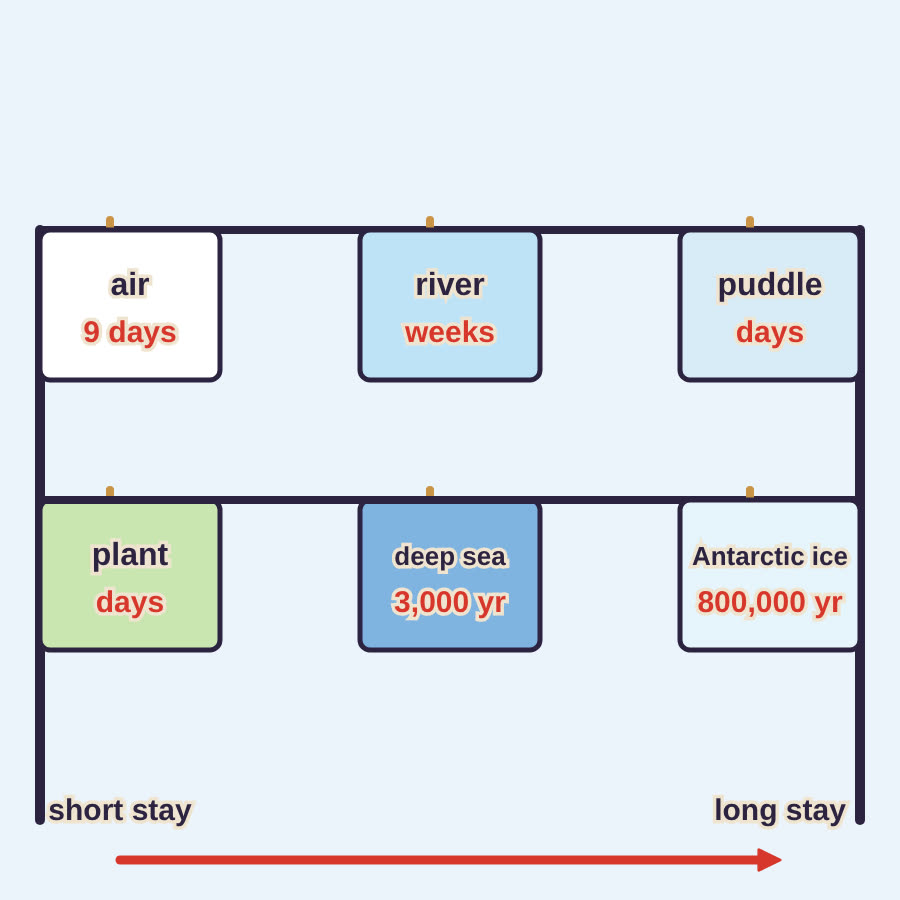 air
9 days
river
weeks
puddle
days
plant
days
deep sea
3,000 yr
Antarctic ice
800,000 yr
short stay
long stay